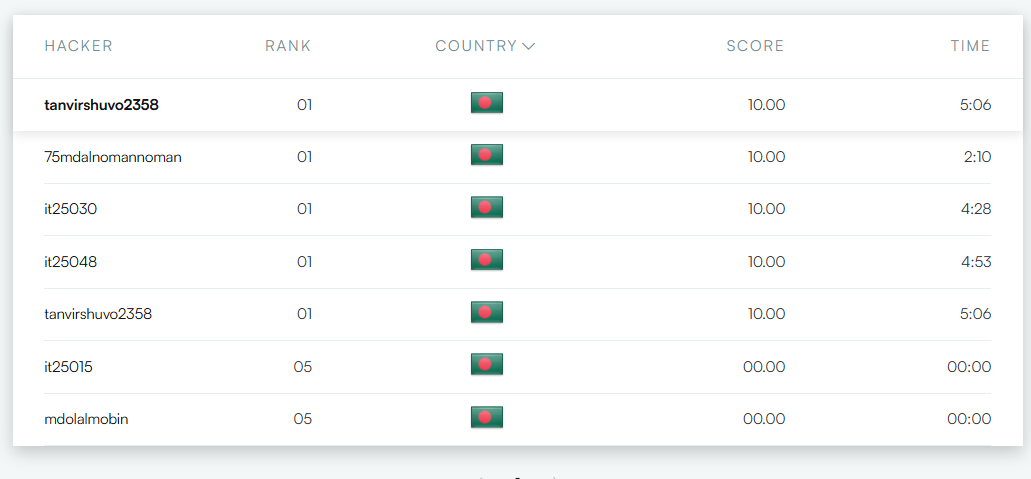 HACKER RANK COUNTRY SCORE TIME
tanvirshuvo2358 01 10.00 5:06
75mdalnomannoman 01 10.00 2:10
it25030 01 10.00 4:28
it25048 01 10.00 4:53
tanvirshuvo2358 01 10.00 5:06
it25015 05 00.00 00:00
mdolalmobin 05 00.00 00:00